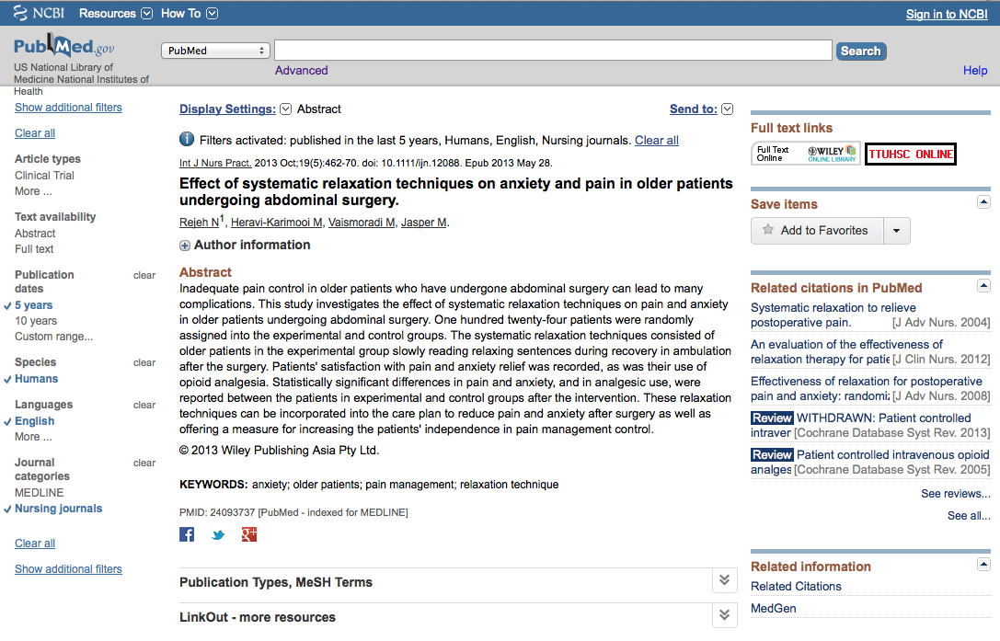 NCBI Resources How To Sign in to NCBI
PubMed.gov
US National Library of
Medicine National Institutes of
Health
PubMed
Search
Advanced
Help
Show additional filters
Clear all
Article types
Clinical Trial
More ...
Text availability
Abstract
Full text
Publication clear
dates
5 years
10 years
Custom range...
Species clear
Humans
Languages clear
English
More ...
Journal clear
categories
MEDLINE
Nursing journals
Clear all
Show additional filters
Display Settings: Abstract Send to:
Filters activated: published in the last 5 years, Humans, English, Nursing journals. Clear all
Int J Nurs Pract. 2013 Oct;19(5):462-70. doi: 10.1111/ijn.12088. Epub 2013 May 28.
Effect of systematic relaxation techniques on anxiety and pain in older patients
undergoing abdominal surgery.
Rejeh N1, Heravi-Karimooi M, Vaismoradi M, Jasper M.
Author information
Abstract
Inadequate pain control in older patients who have undergone abdominal surgery can lead to many
complications. This study investigates the effect of systematic relaxation techniques on pain and anxiety
in older patients undergoing abdominal surgery. One hundred twenty-four patients were randomly
assigned into the experimental and control groups. The systematic relaxation techniques consisted of
older patients in the experimental group slowly reading relaxing sentences during recovery in ambulation
after the surgery. Patients' satisfaction with pain and anxiety relief was recorded, as was their use of
opioid analgesia. Statistically significant differences in pain and anxiety, and in analgesic use, were
reported between the patients in experimental and control groups after the intervention. These relaxation
techniques can be incorporated into the care plan to reduce pain and anxiety after surgery as well as
offering a measure for increasing the patients' independence in pain management control.
© 2013 Wiley Publishing Asia Pty Ltd.
KEYWORDS: anxiety; older patients; pain management; relaxation technique
PMID: 24093737 [PubMed - indexed for MEDLINE]
Publication Types, MeSH Terms
LinkOut - more resources
Full text links
Full Text
Online
WILEY
ONLINE LIBRARY
TTUHSC ONLINE
Save items
Add to Favorites
Related citations in PubMed
Systematic relaxation to relieve
postoperative pain. [J Adv Nurs. 2004]
An evaluation of the effectiveness of
relaxation therapy for patie [J Clin Nurs. 2012]
Effectiveness of relaxation for postoperative
pain and anxiety: randomi: [J Adv Nurs. 2008]
Review WITHDRAWN: Patient controlled
intraver [Cochrane Database Syst Rev. 2013]
Review Patient controlled intravenous opioid
analges [Cochrane Database Syst Rev. 2005]
See reviews...
See all...
Related information
Related Citations
MedGen